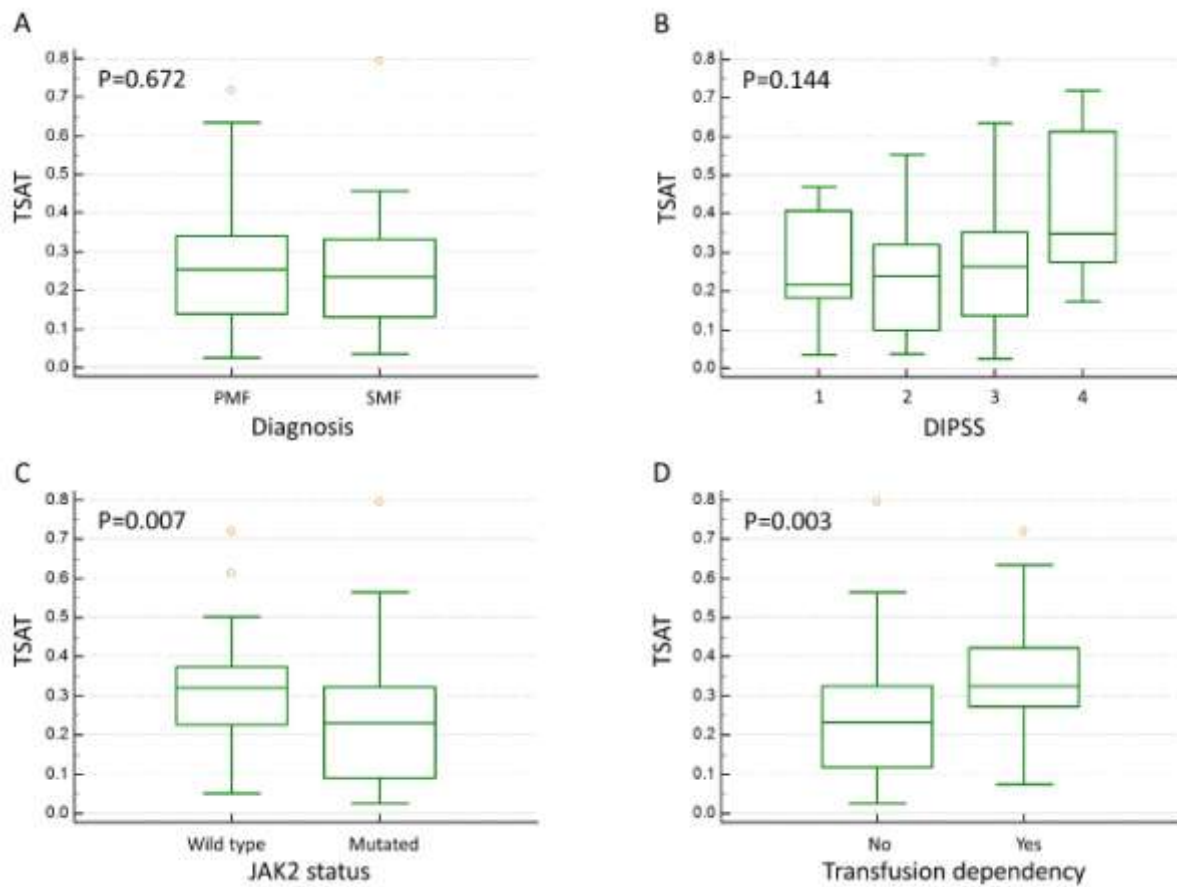 A
TSAT
0.8
0.7
0.6
0.5
0.4
0.3
0.2
0.1
0.0
P=0.672
PMF SMF
Diagnosis
B
TSAT
0.8
0.7
0.6
0.5
0.4
0.3
0.2
0.1
0.0
P=0.144
1 2 3 4
DIPSS
C
TSAT
0.8
0.7
0.6
0.5
0.4
0.3
0.2
0.1
0.0
P=0.007
Wild type Mutated
JAK2 status
D
TSAT
0.8
0.7
0.6
0.5
0.4
0.3
0.2
0.1
0.0
P=0.003
No Yes
Transfusion dependency